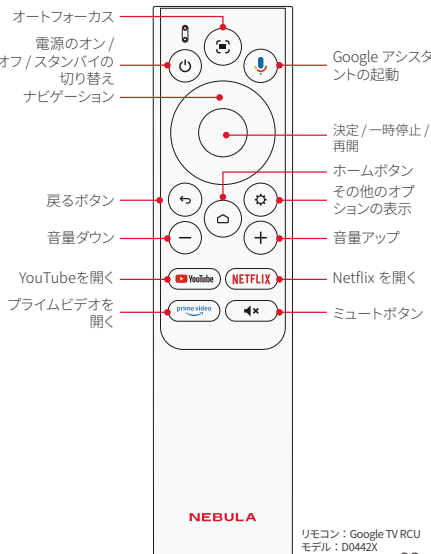 オートフォーカス
電源のオン /
オフ / スタンバイの
切り替え
ナビゲーション
Google アシスタ
ントの起動
決定 / 一時停止 /
再開
ホームボタン
戻るボタン
その他のオプ
ションの表示
音量ダウン
音量アップ
YouTubeを開く
YouTube
NETFLIX
Netflix を開く
プライムビデオを
開く
prime video
ミュートボタン
NEBULA
リモコン：Google TV RCU
モデル：D0442X